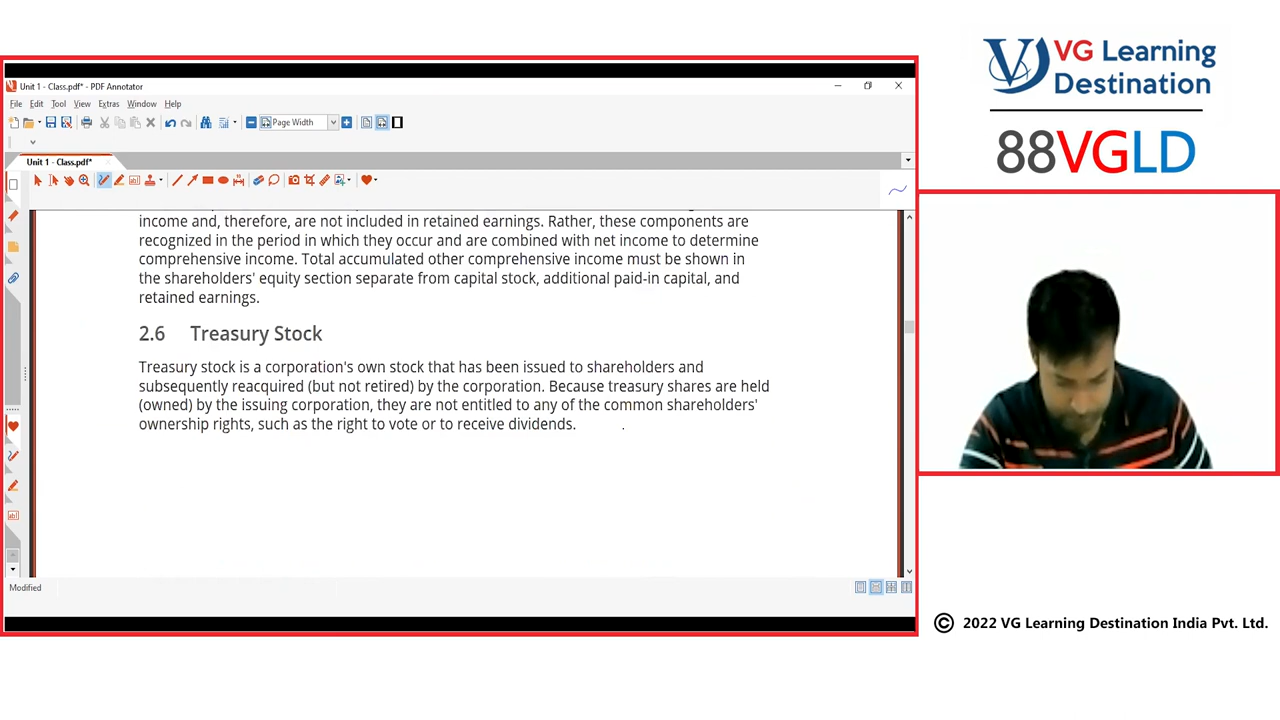 Unit 1 - Class.pdf* - PDF Annotator
File Edit Tool View Extras Window Help
Page Width
Unit 1 - Class.pdf*
income and, therefore, are not included in retained earnings. Rather, these components are
recognized in the period in which they occur and are combined with net income to determine
comprehensive income. Total accumulated other comprehensive income must be shown in
the shareholders' equity section separate from capital stock, additional paid-in capital, and
retained earnings.
2.6 Treasury Stock
Treasury stock is a corporation's own stock that has been issued to shareholders and
subsequently reacquired (but not retired) by the corporation. Because treasury shares are held
(owned) by the issuing corporation, they are not entitled to any of the common shareholders'
ownership rights, such as the right to vote or to receive dividends.
Modified
VG Learning
Destination
88VGLD
© 2022 VG Learning Destination India Pvt. Ltd.